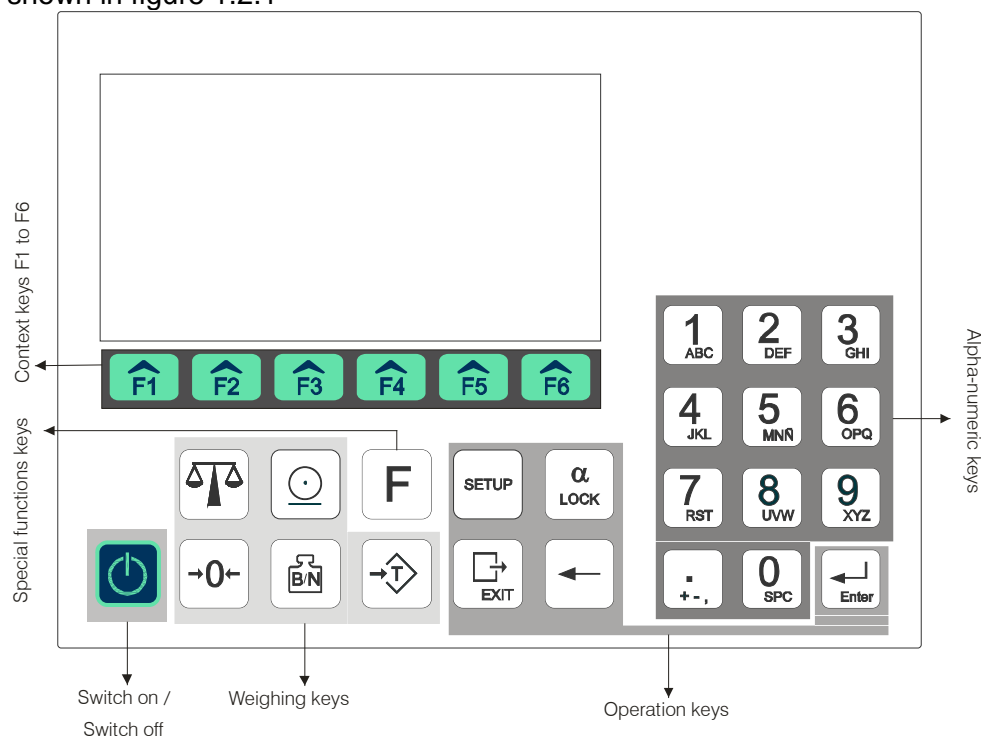 shown in figure 1.2.1
Context keys F1 to F6
F1 F2 F3 F4 F5 F6
Special functions keys
F
SETUP
α
LOCK
→0←
B/N
→T
EXIT
←
1
ABC
2
DEF
3
GHI
4
JKL
5
MNÑ
6
OPQ
7
RST
8
UVW
9
XYZ
.
+ - ,
0
SPC
Enter
Alpha-numeric keys
Switch on /
Switch off
Weighing keys
Operation keys